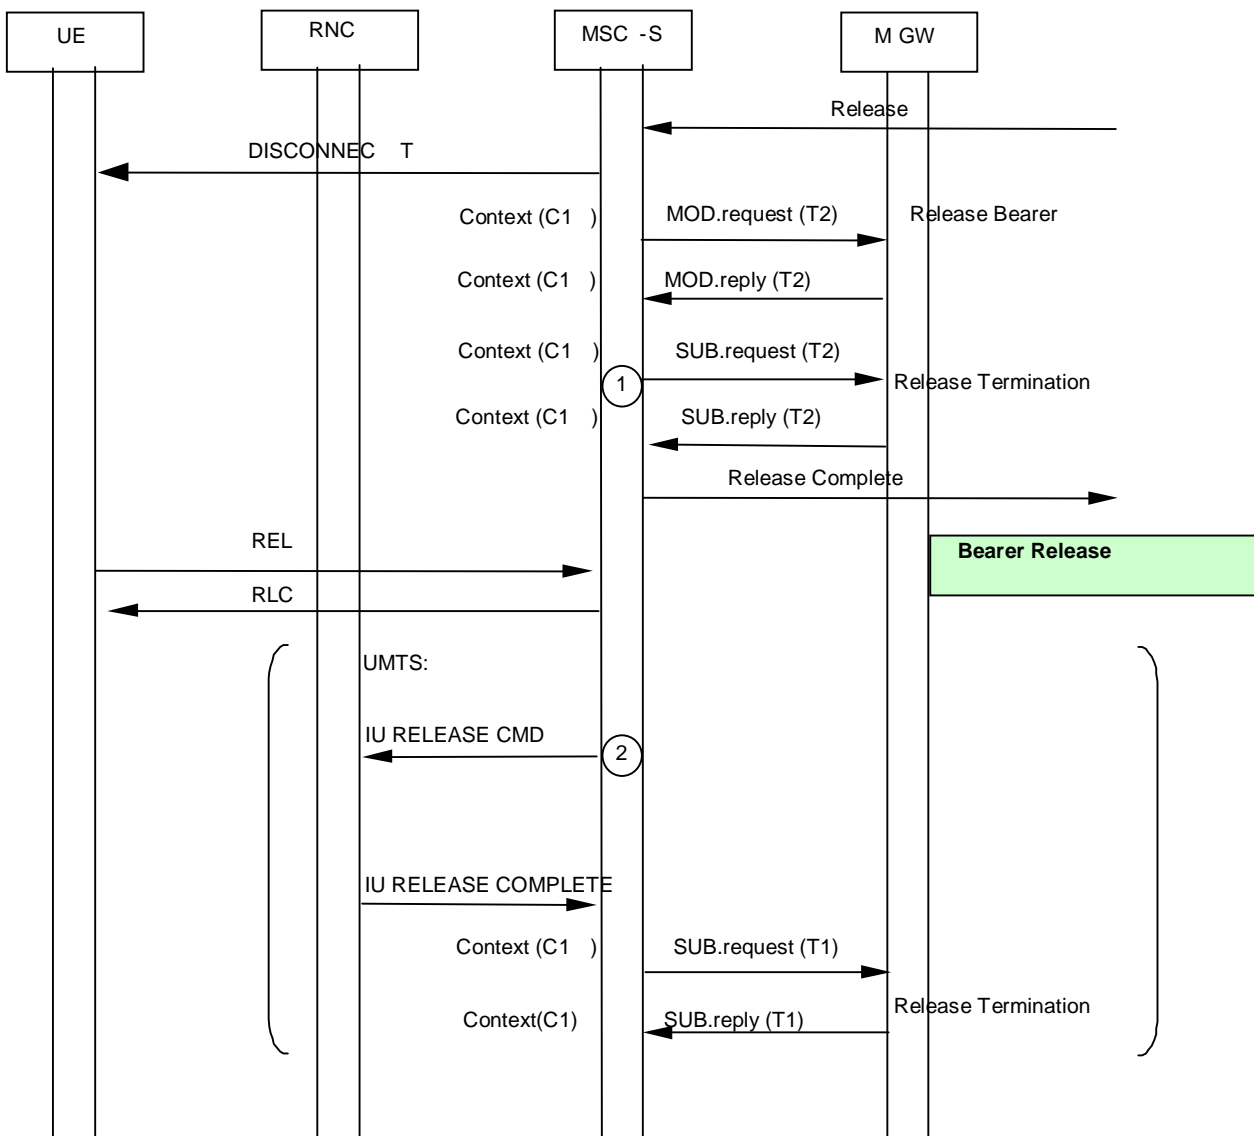 UE
RNC
MSC -S
M GW
Release
DISCONNEC T
Context (C1 )
MOD.request (T2)
Release Bearer
Context (C1 )
MOD.reply (T2)
Context (C1 )
SUB.request (T2)
1
Release Termination
Context (C1 )
SUB.reply (T2)
Release Complete
REL
Bearer Release
RLC
UMTS:
IU RELEASE CMD
2
IU RELEASE COMPLETE
Context (C1 )
SUB.request (T1)
Release Termination
Context(C1)
SUB.reply (T1)